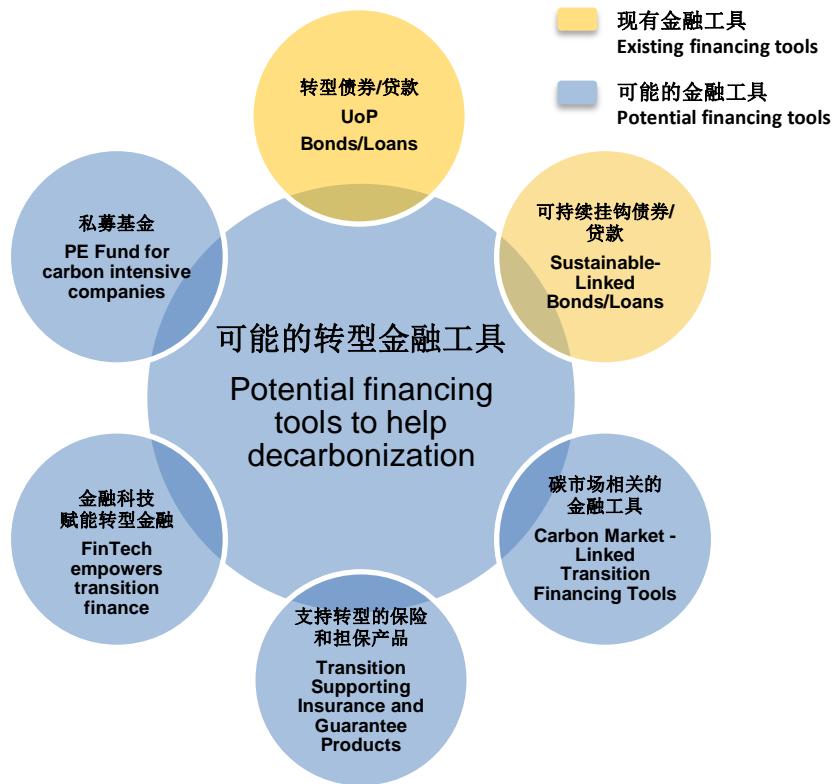 现有金融工具
Existing financing tools
可能的金融工具
Potential financing tools
转型债券/贷款
UoP
Bonds/Loans
可持续挂钩债券/
贷款
Sustainable-
Linked
Bonds/Loans
碳市场相关的
金融工具
Carbon Market -
Linked
Transition
Financing Tools
支持转型的保险
和担保产品
Transition
Supporting
Insurance and
Guarantee
Products
金融科技
赋能转型金融
FinTech
empowers
transition
finance
私募基金
PE Fund for
carbon intensive
companies
可能的转型金融工具
Potential financing
tools to help
decarbonization